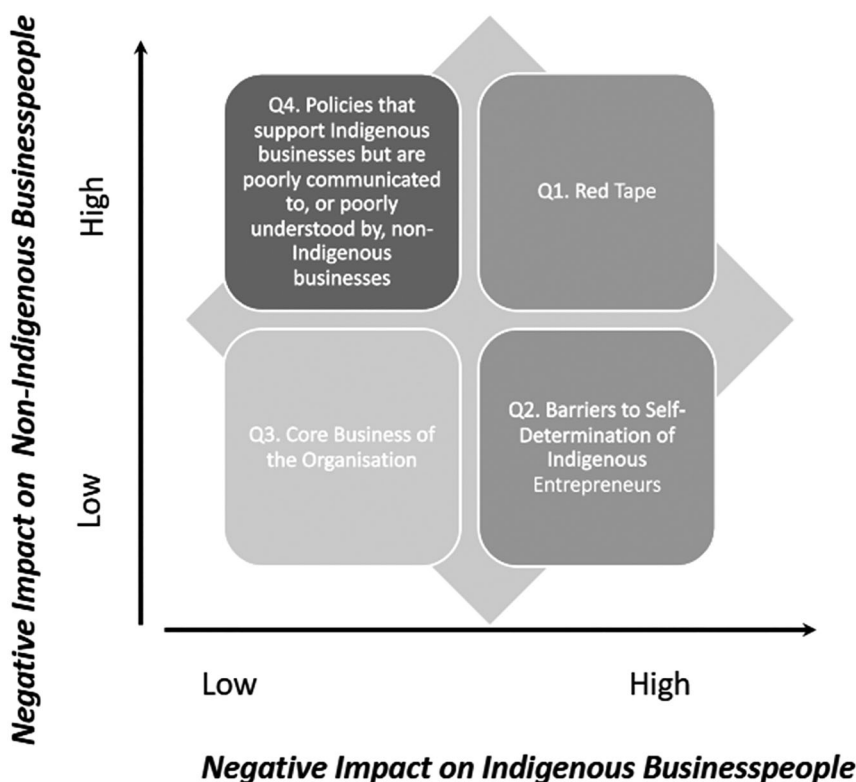 Negative Impact on Non-Indigenous Businesspeople
High
Low
Q4. Policies that
support Indigenous
businesses but are
poorly communicated
to, or poorly
understood by, non-
Indigenous
businesses
Q1. Red Tape
Q3. Core Business of
the Organisation
Q2. Barriers to Self-
Determination of
Indigenous
Entrepreneurs
Low
High
Negative Impact on Indigenous Businesspeople